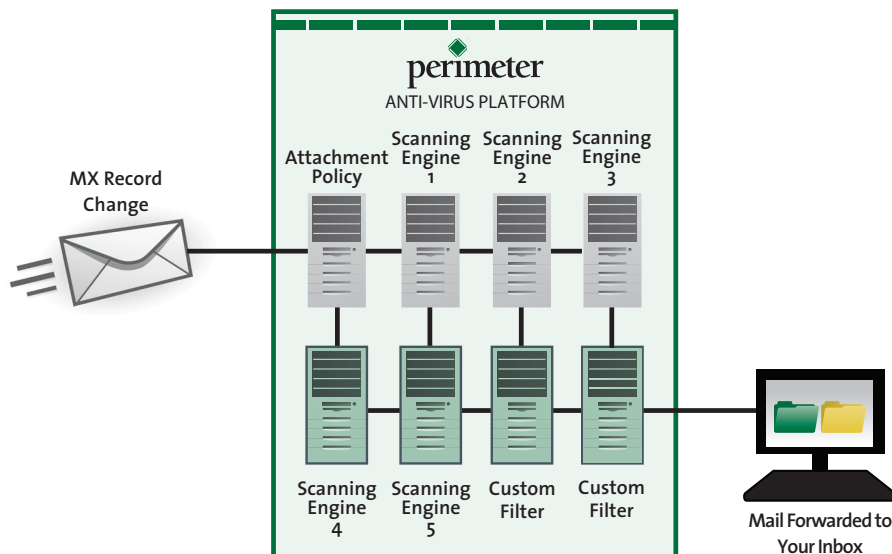 perimeter
ANTI-VIRUS PLATFORM
MX Record
Change
Attachment
Policy
Scanning
Engine
1
Scanning
Engine
2
Scanning
Engine
3
Scanning
Engine
4
Scanning
Engine
5
Custom
Filter
Custom
Filter
Mail Forwarded to
Your Inbox